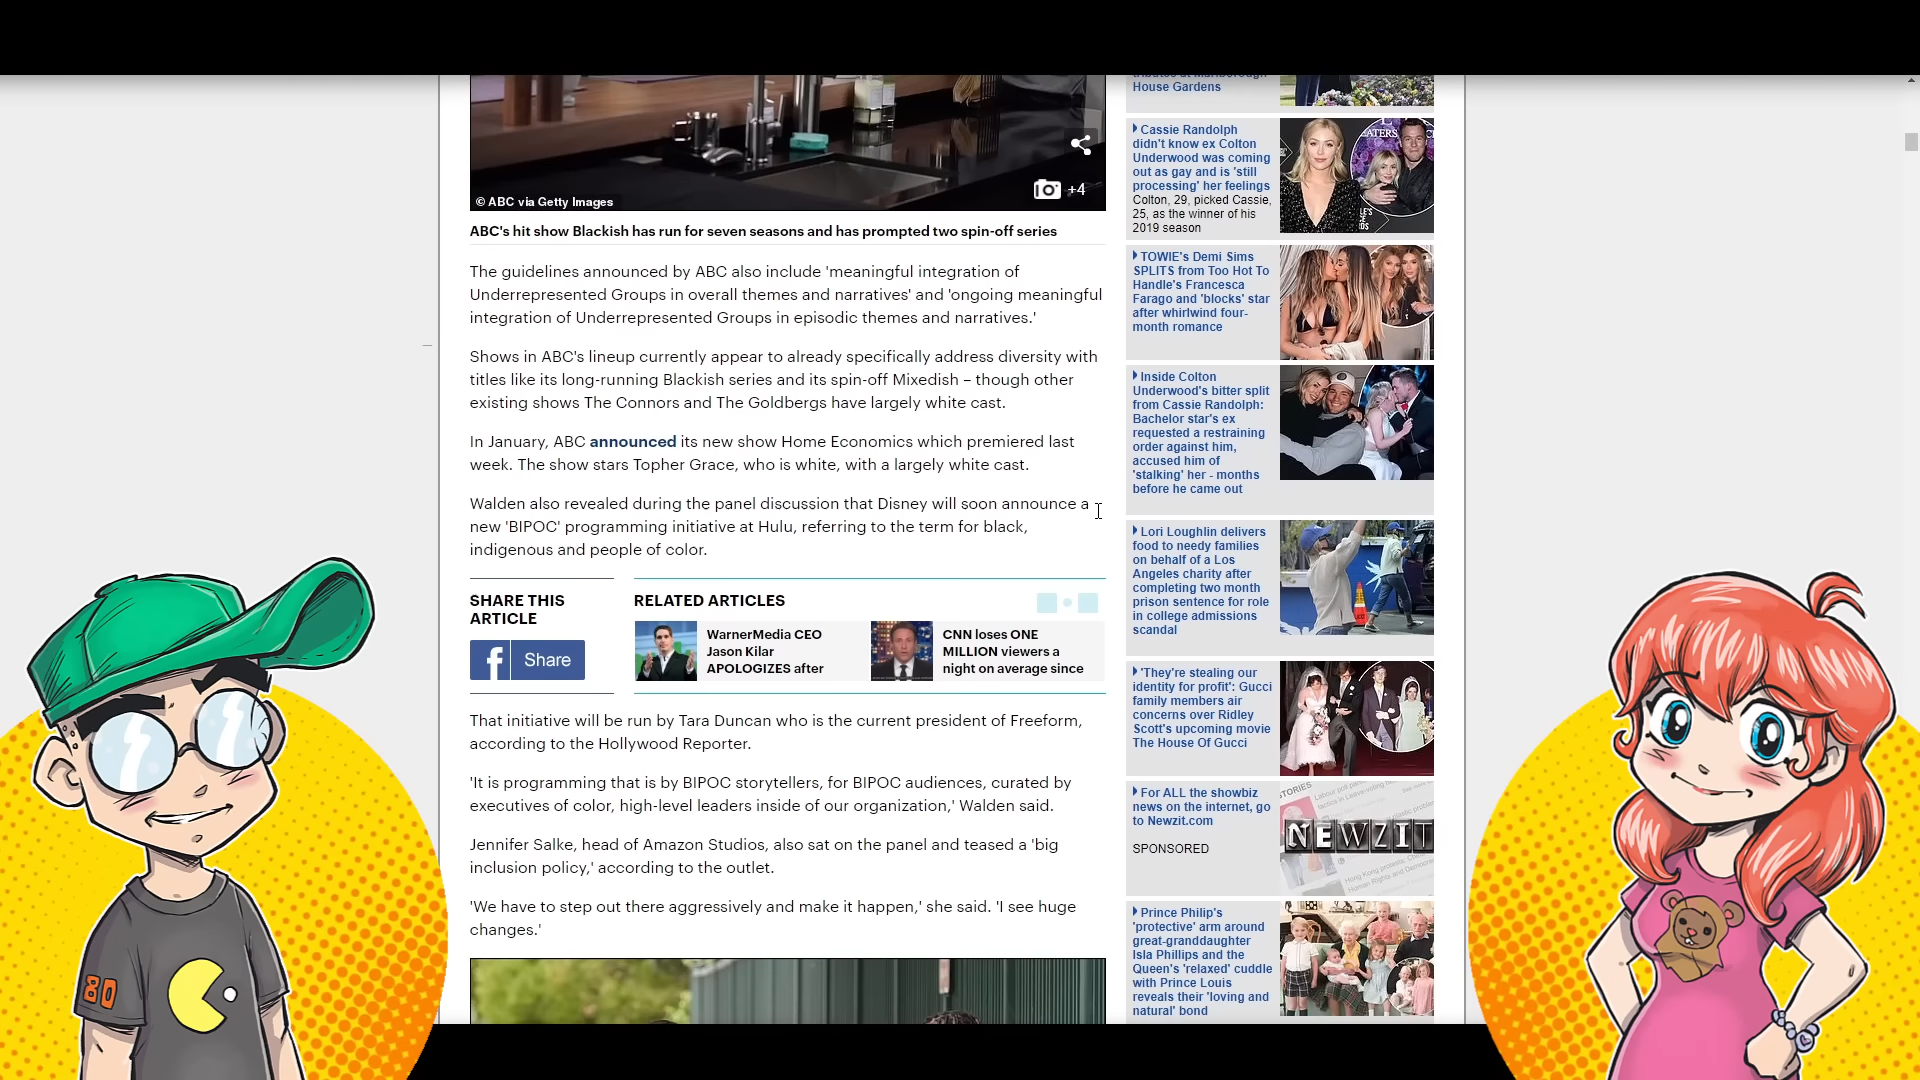 © ABC via Getty Images
+4
ABC's hit show Blackish has run for seven seasons and has prompted two spin-off series
The guidelines announced by ABC also include 'meaningful integration of
Underrepresented Groups in overall themes and narratives' and 'ongoing meaningful
integration of Underrepresented Groups in episodic themes and narratives.'
Shows in ABC's lineup currently appear to already specifically address diversity with
titles like its long-running Blackish series and its spin-off Mixedish – though other
existing shows The Connors and The Goldbergs have largely white cast.
In January, ABC announced its new show Home Economics which premiered last
week. The show stars Topher Grace, who is white, with a largely white cast.
Walden also revealed during the panel discussion that Disney will soon announce a
new 'BIPOC' programming initiative at Hulu, referring to the term for black,
indigenous and people of color.
SHARE THIS
ARTICLE
f Share
RELATED ARTICLES
WarnerMedia CEO
Jason Kilar
APOLOGIZES after
CNN loses ONE
MILLION viewers a
night on average since
That initiative will be run by Tara Duncan who is the current president of Freeform,
according to the Hollywood Reporter.
'It is programming that is by BIPOC storytellers, for BIPOC audiences, curated by
executives of color, high-level leaders inside of our organization,' Walden said.
Jennifer Salke, head of Amazon Studios, also sat on the panel and teased a 'big
inclusion policy,' according to the outlet.
'We have to step out there aggressively and make it happen,' she said. 'I see huge
changes.'
House Gardens
Cassie Randolph
didn't know ex Colton
Underwood was coming
out as gay and is 'still
processing' her feelings
Colton, 29, picked Cassie,
25, as the winner of his
2019 season
TOWIE's Demi Sims
SPLITS from Too Hot To
Handle's Francesca
Farago and 'blocks' star
after whirlwind four-
month romance
Inside Colton
Underwood's bitter split
from Cassie Randolph:
Bachelor star's ex
requested a restraining
order against him,
accused him of
'stalking' her - months
before he came out
Lori Loughlin delivers
food to needy families
on behalf of a Los
Angeles charity after
completing two month
prison sentence for role
in college admissions
scandal
'They're stealing our
identity for profit': Gucci
family members air
concerns over Ridley
Scott's upcoming movie
The House Of Gucci
For ALL the showbiz
news on the internet, go
to Newzit.com
SPONSORED
NEWZIT
Prince Philip's
'protective' arm around
great-granddaughter
Isla Phillips and the
Queen's 'relaxed' cuddle
with Prince Louis
reveals their 'loving and
natural' bond
80